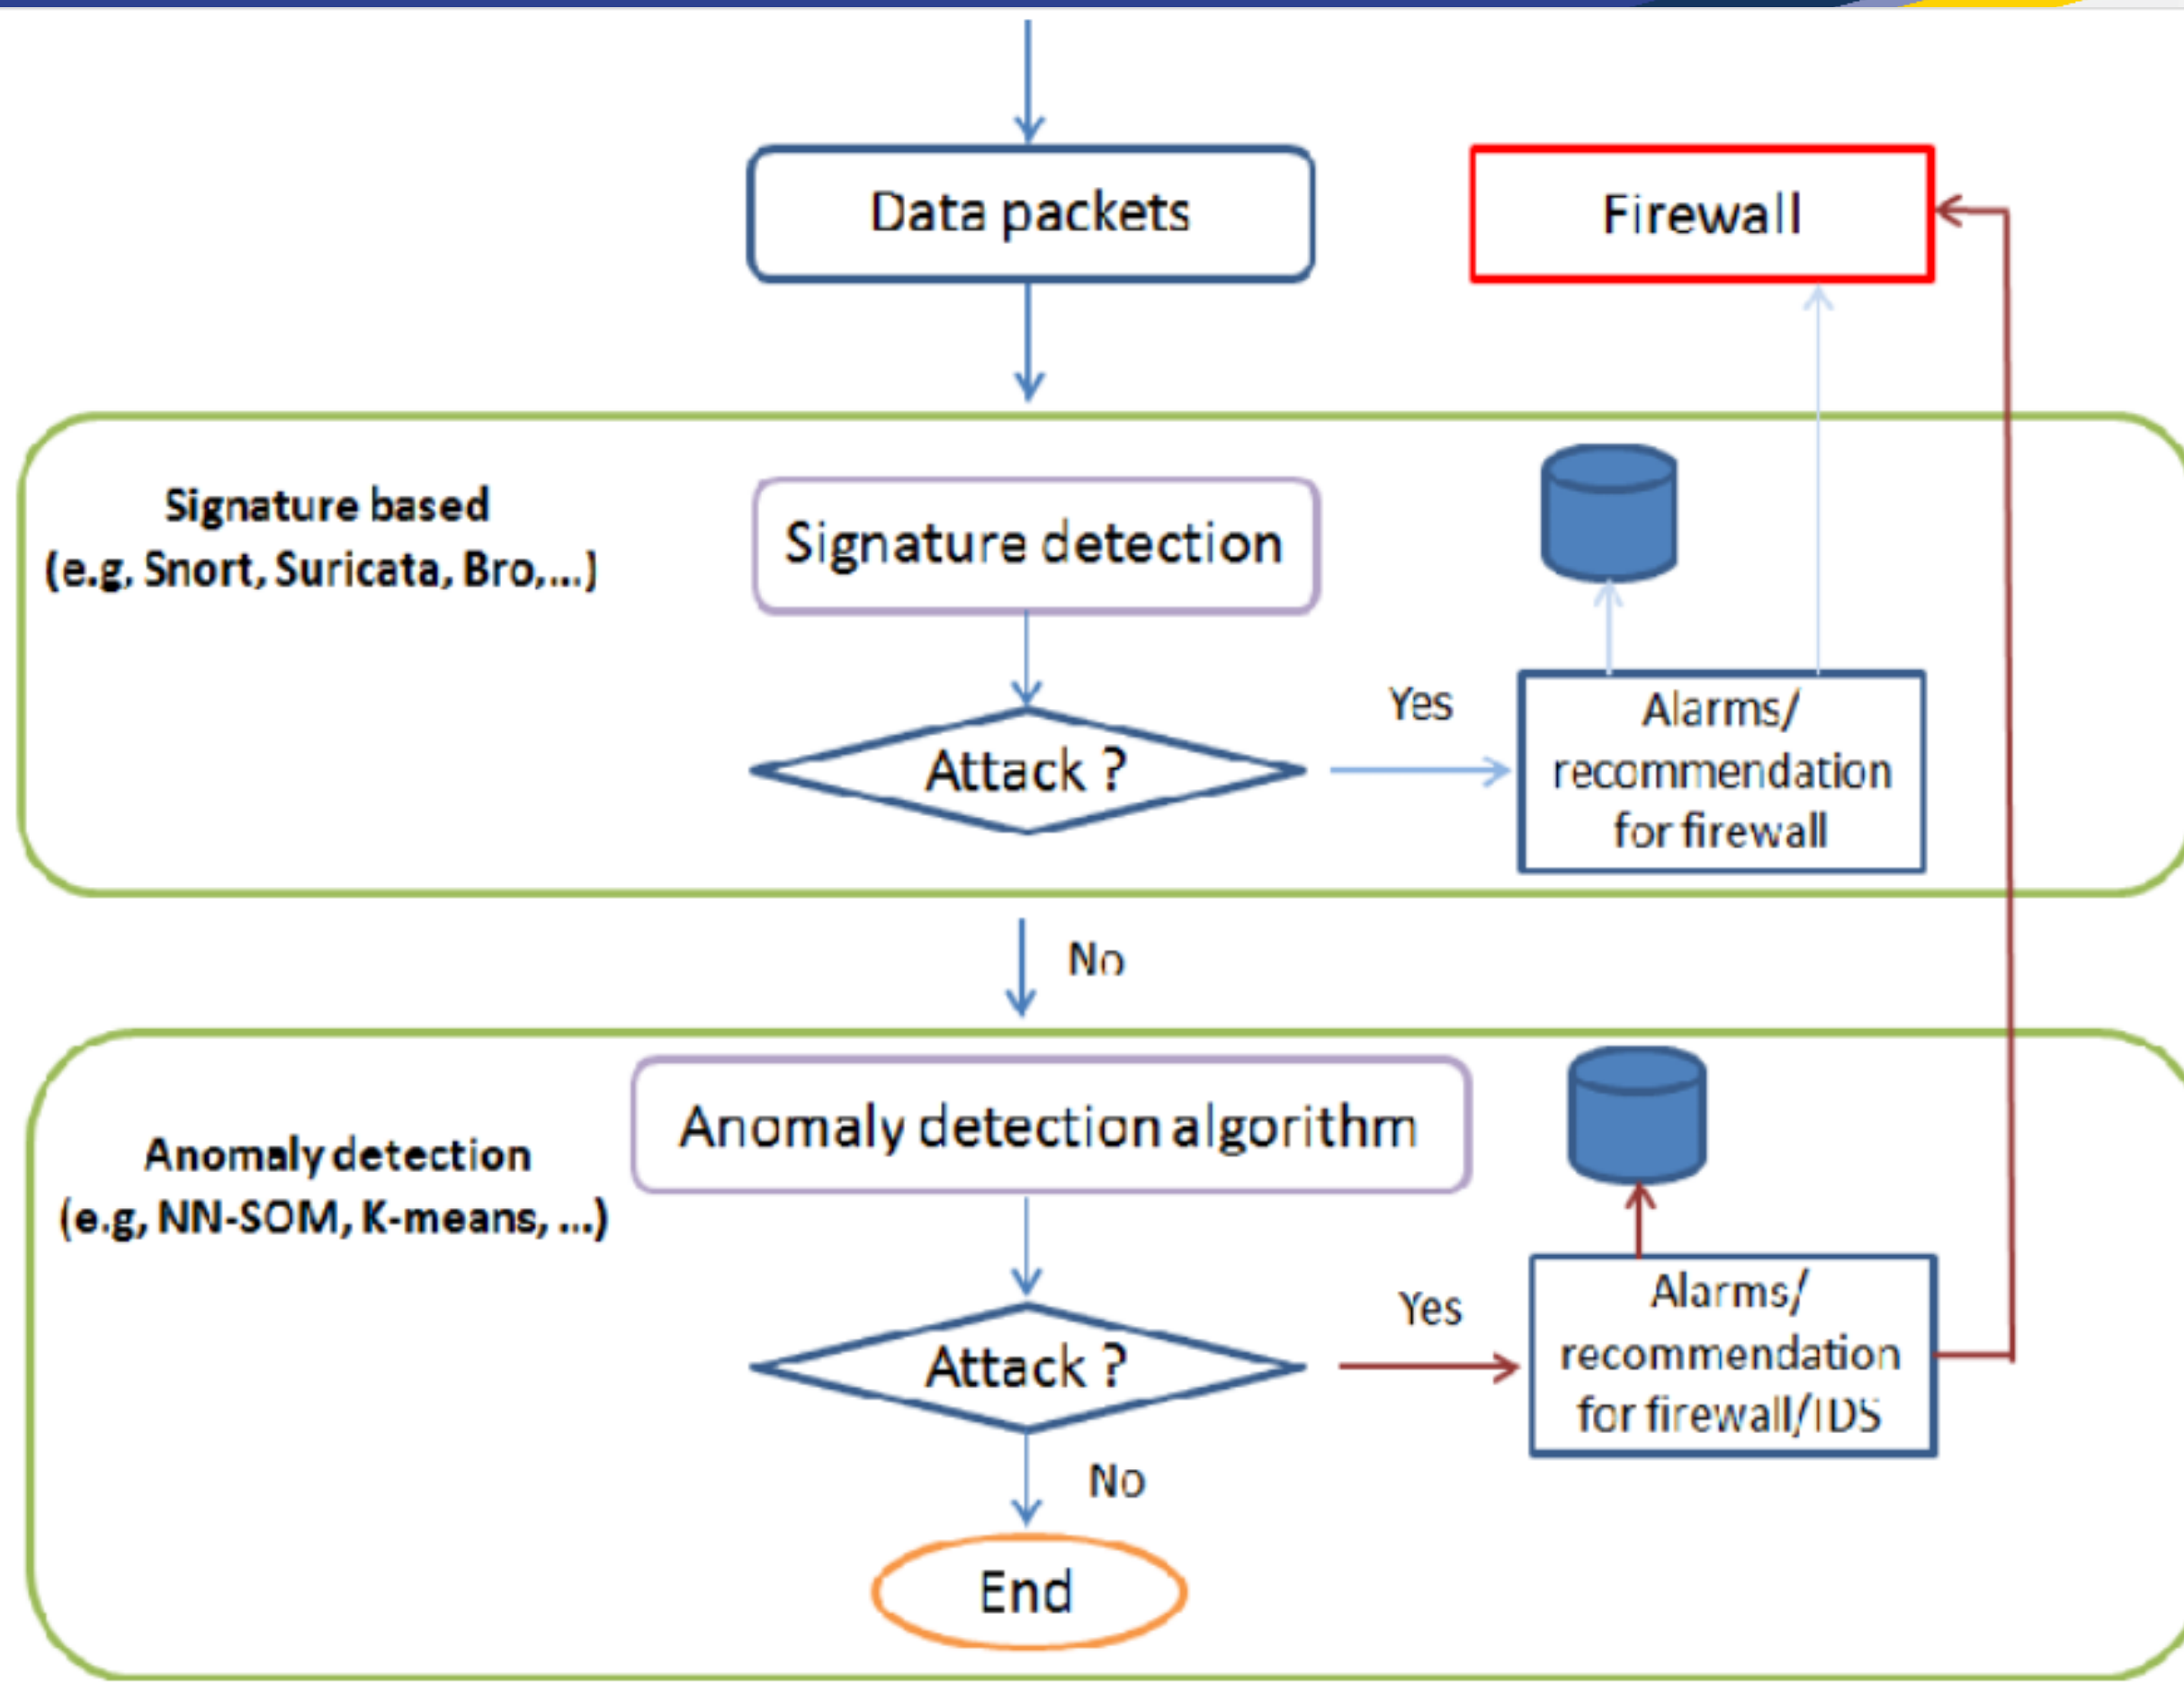 Data packets
Firewall
Signature based
(e.g, Snort, Suricata, Bro,...)
Signature detection
Attack ?
Yes
Alarms/
recommendation
for firewall
No
Anomaly detection
(e.g, NN-SOM, K-means, ...)
Anomaly detection algorithm
Attack ?
Yes
Alarms/
recommendation
for firewall/IDS
No
End